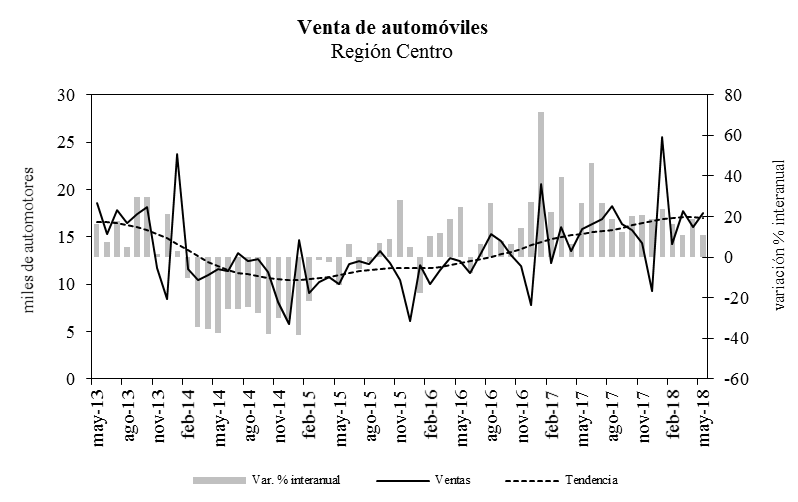 Venta de automóviles
Región Centro
miles de automotores
30
25
20
15
10
5
0
80
60
40
20
0
-20
-40
-60
variación % interanual
may-13
ago-13
nov-13
feb-14
may-14
ago-14
nov-14
feb-15
may-15
ago-15
nov-15
feb-16
may-16
ago-16
nov-16
feb-17
may-17
ago-17
nov-17
feb-18
may-18
Var. % interanual
Ventas
Tendencia